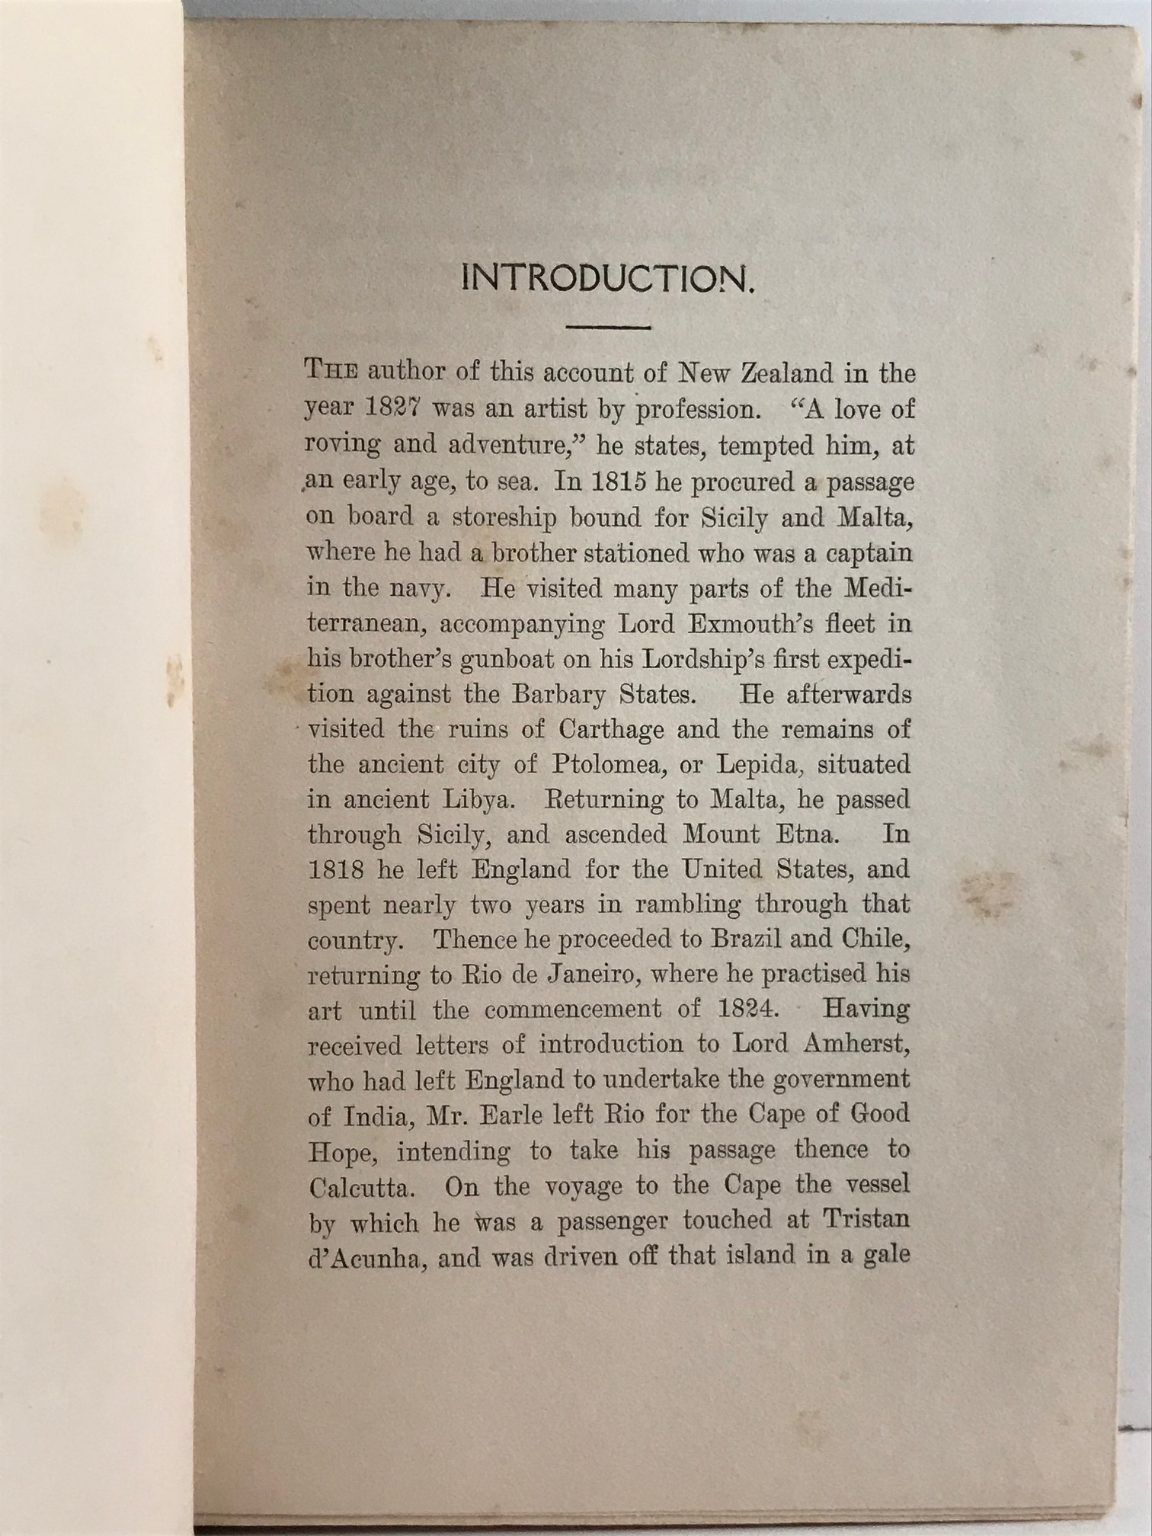 INTRODUCTION.
THE author of this account of New Zealand in the
year 1827 was an artist by profession. “A love of
roving and adventure,” he states, tempted him, at
an early age, to sea. In 1815 he procured a passage
on board a storeship bound for Sicily and Malta,
where he had a brother stationed who was a captain
in the navy. He visited many parts of the Medi-
terranean, accompanying Lord Exmouth’s fleet in
his brother’s gunboat on his Lordship’s first expedi-
tion against the Barbary States. He afterwards
visited the ruins of Carthage and the remains of
the ancient city of Ptolomea, or Lepida, situated
in ancient Libya. Returning to Malta, he passed
through Sicily, and ascended Mount Etna. In
1818 he left England for the United States, and
spent nearly two years in rambling through that
country. Thence he proceeded to Brazil and Chile,
returning to Rio de Janeiro, where he practised his
art until the commencement of 1824. Having
received letters of introduction to Lord Amherst,
who had left England to undertake the government
of India, Mr. Earle left Rio for the Cape of Good
Hope, intending to take his passage thence to
Calcutta. On the voyage to the Cape the vessel
by which he was a passenger touched at Tristan
d’Acunha, and was driven off that island in a gale